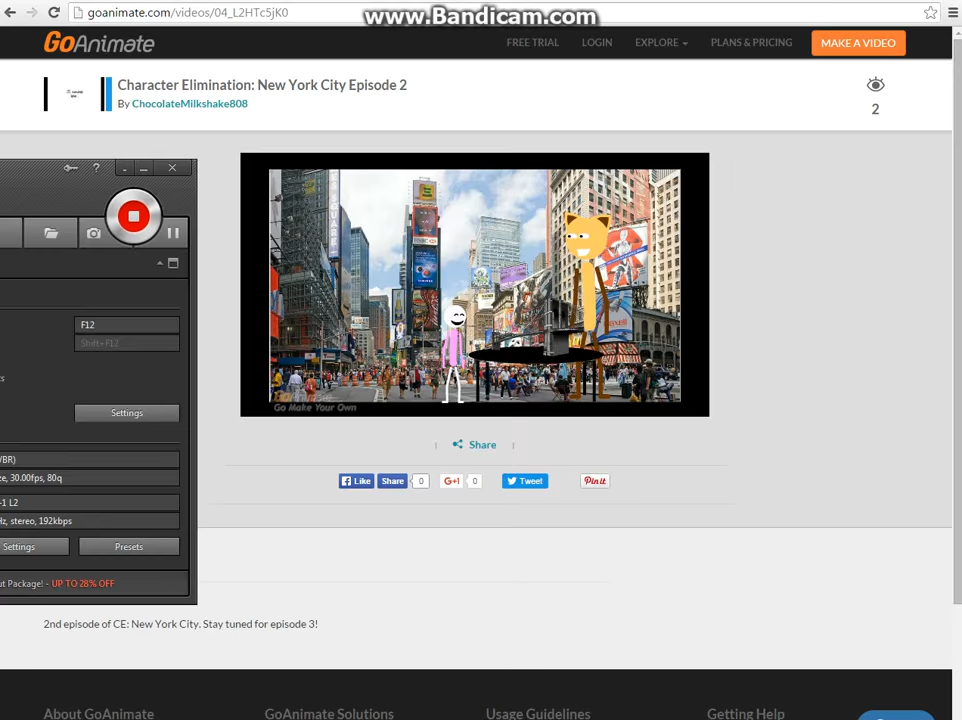 goanimate.com/videos/04_L2HTc5jK0
www.Bandicam.com
GoAnimate
FREE TRIAL
LOGIN
EXPLORE
PLANS & PRICING
MAKE A VIDEO
Character Elimination: New York City Episode 2
By ChocolateMilkshake808
2
?
F12
Shift+F12
Settings
/BR)
ze, 30.00fps, 80q
-1 L2
Hz, stereo, 192kbps
Settings
Presets
ut Package! - UP TO 28% OFF
Go Make Your Own
Share
Like
Share
0
G+1
0
Tweet
Pin it
2nd episode of CE: New York City. Stay tuned for episode 3!
About GoAnimate
GoAnimate Solutions
Usage Guidelines
Getting Help